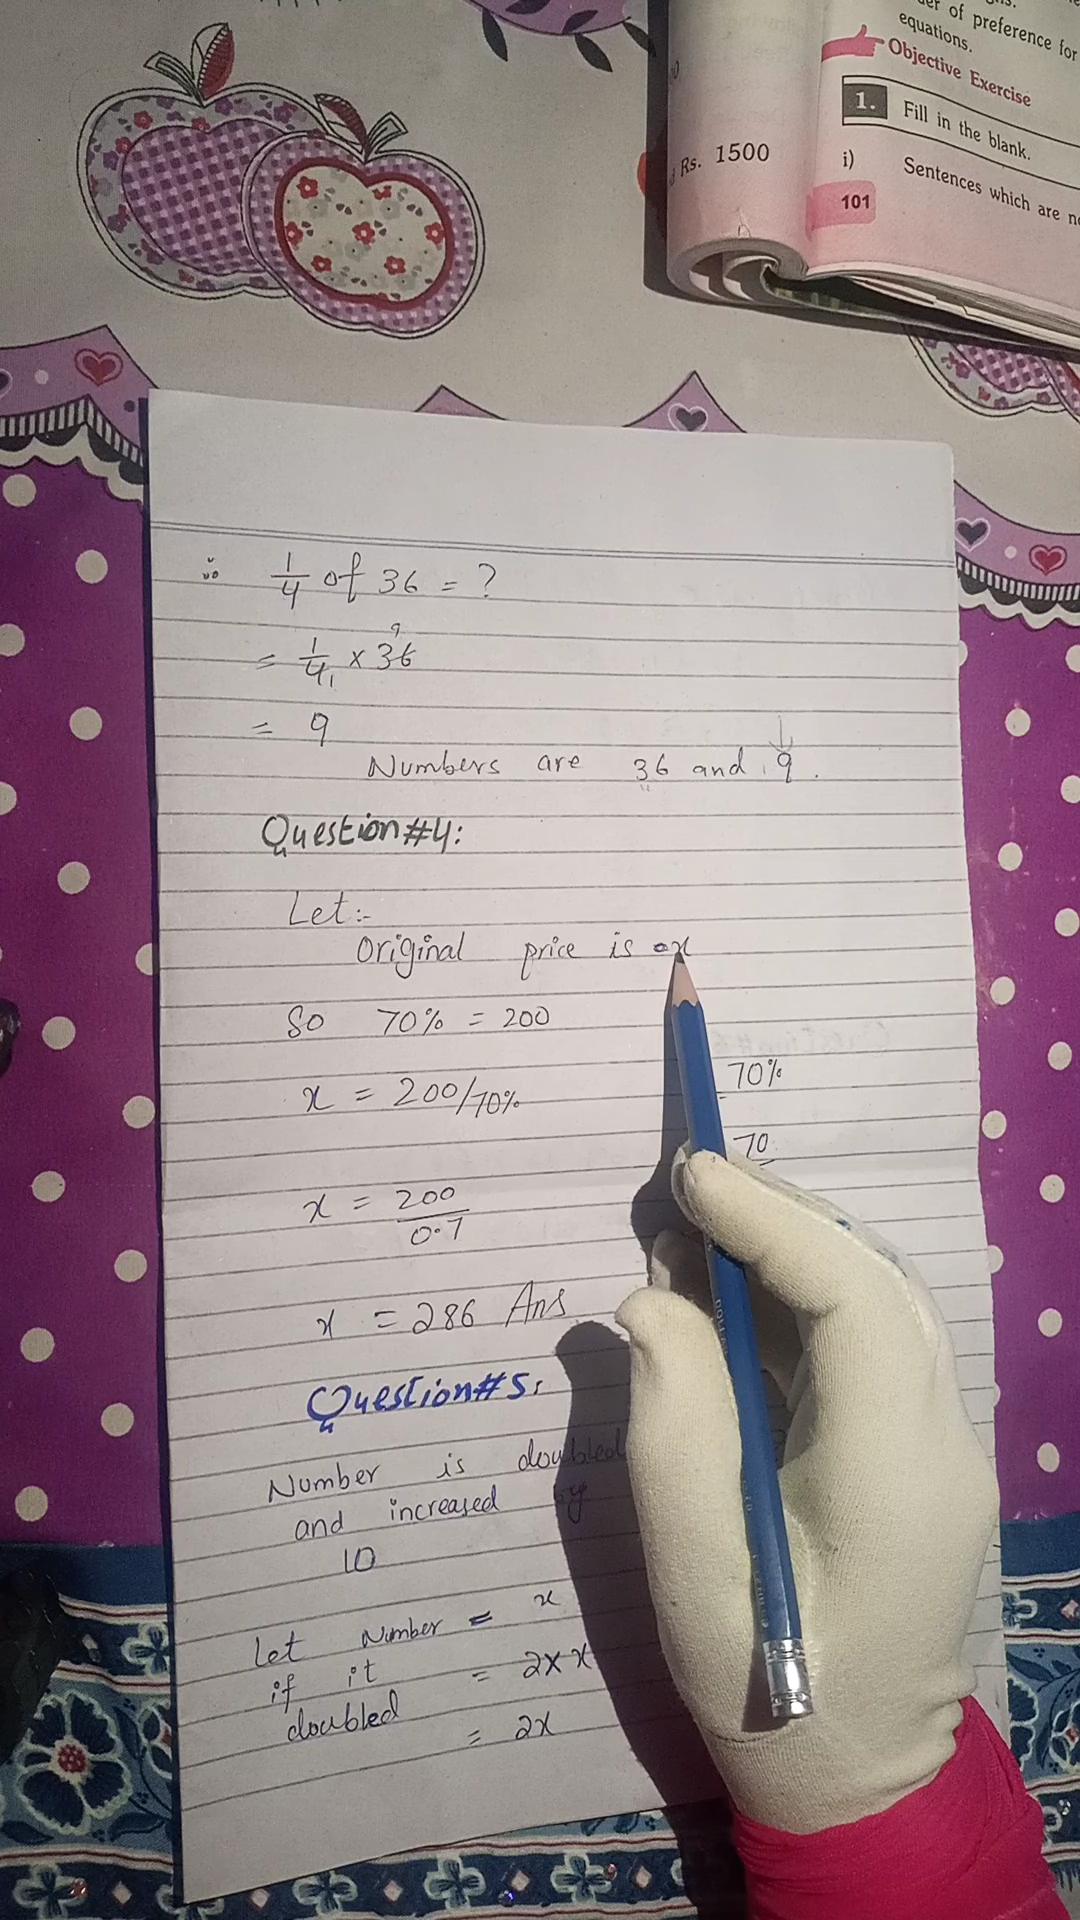 der of preference for
equations.
Objective Exercise
1. Fill in the blank.
i) Sentences which are
101
Rs. 1500
∴ 1/4 of 36 = ?
= 1/4 1 × 36 9
= 9
Numbers are 36 and 9.
Question#4:
Let:-
Original price is x
So 70% = 200
x = 200/70%
70%
70
x = 200/0.7
x = 286 Ans
Question#5:
Number is doubled
and increased by
10
Let Number = x
if it = 2×x
doubled
= 2x